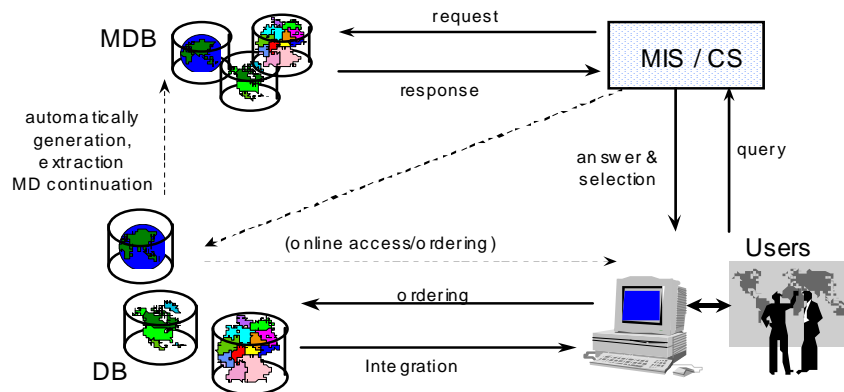 request
MDB
MIS / CS
response
automatically
generation,
extraction
MD continuation
answer &
selection
query
(online access/ordering)
Users
ordering
Integration
DB